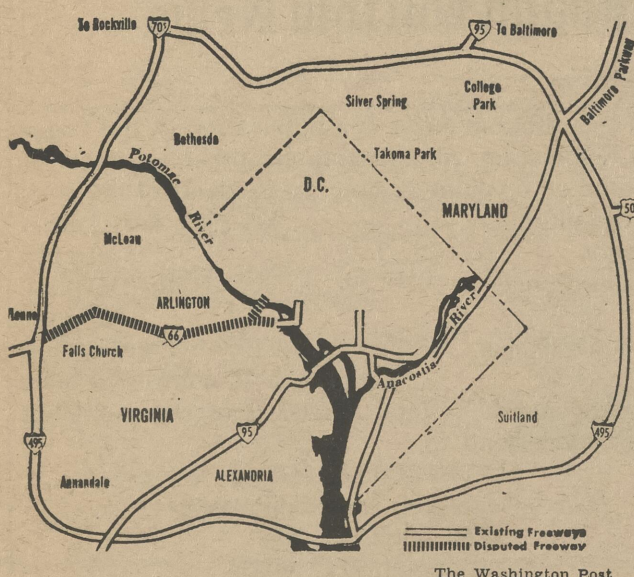 To Rockville
70S
95
To Baltimore
Baltimore Parkway
Silver Spring
College
Park
Bethesda
Takoma Park
Potomac
River
D.C.
MARYLAND
50
McLean
ARLINGTON
66
Falls Church
River
Anacostia
VIRGINIA
95
Suitland
495
495
Annandale
ALEXANDRIA
Existing Freeways
Disputed Freeway
The Washington Post